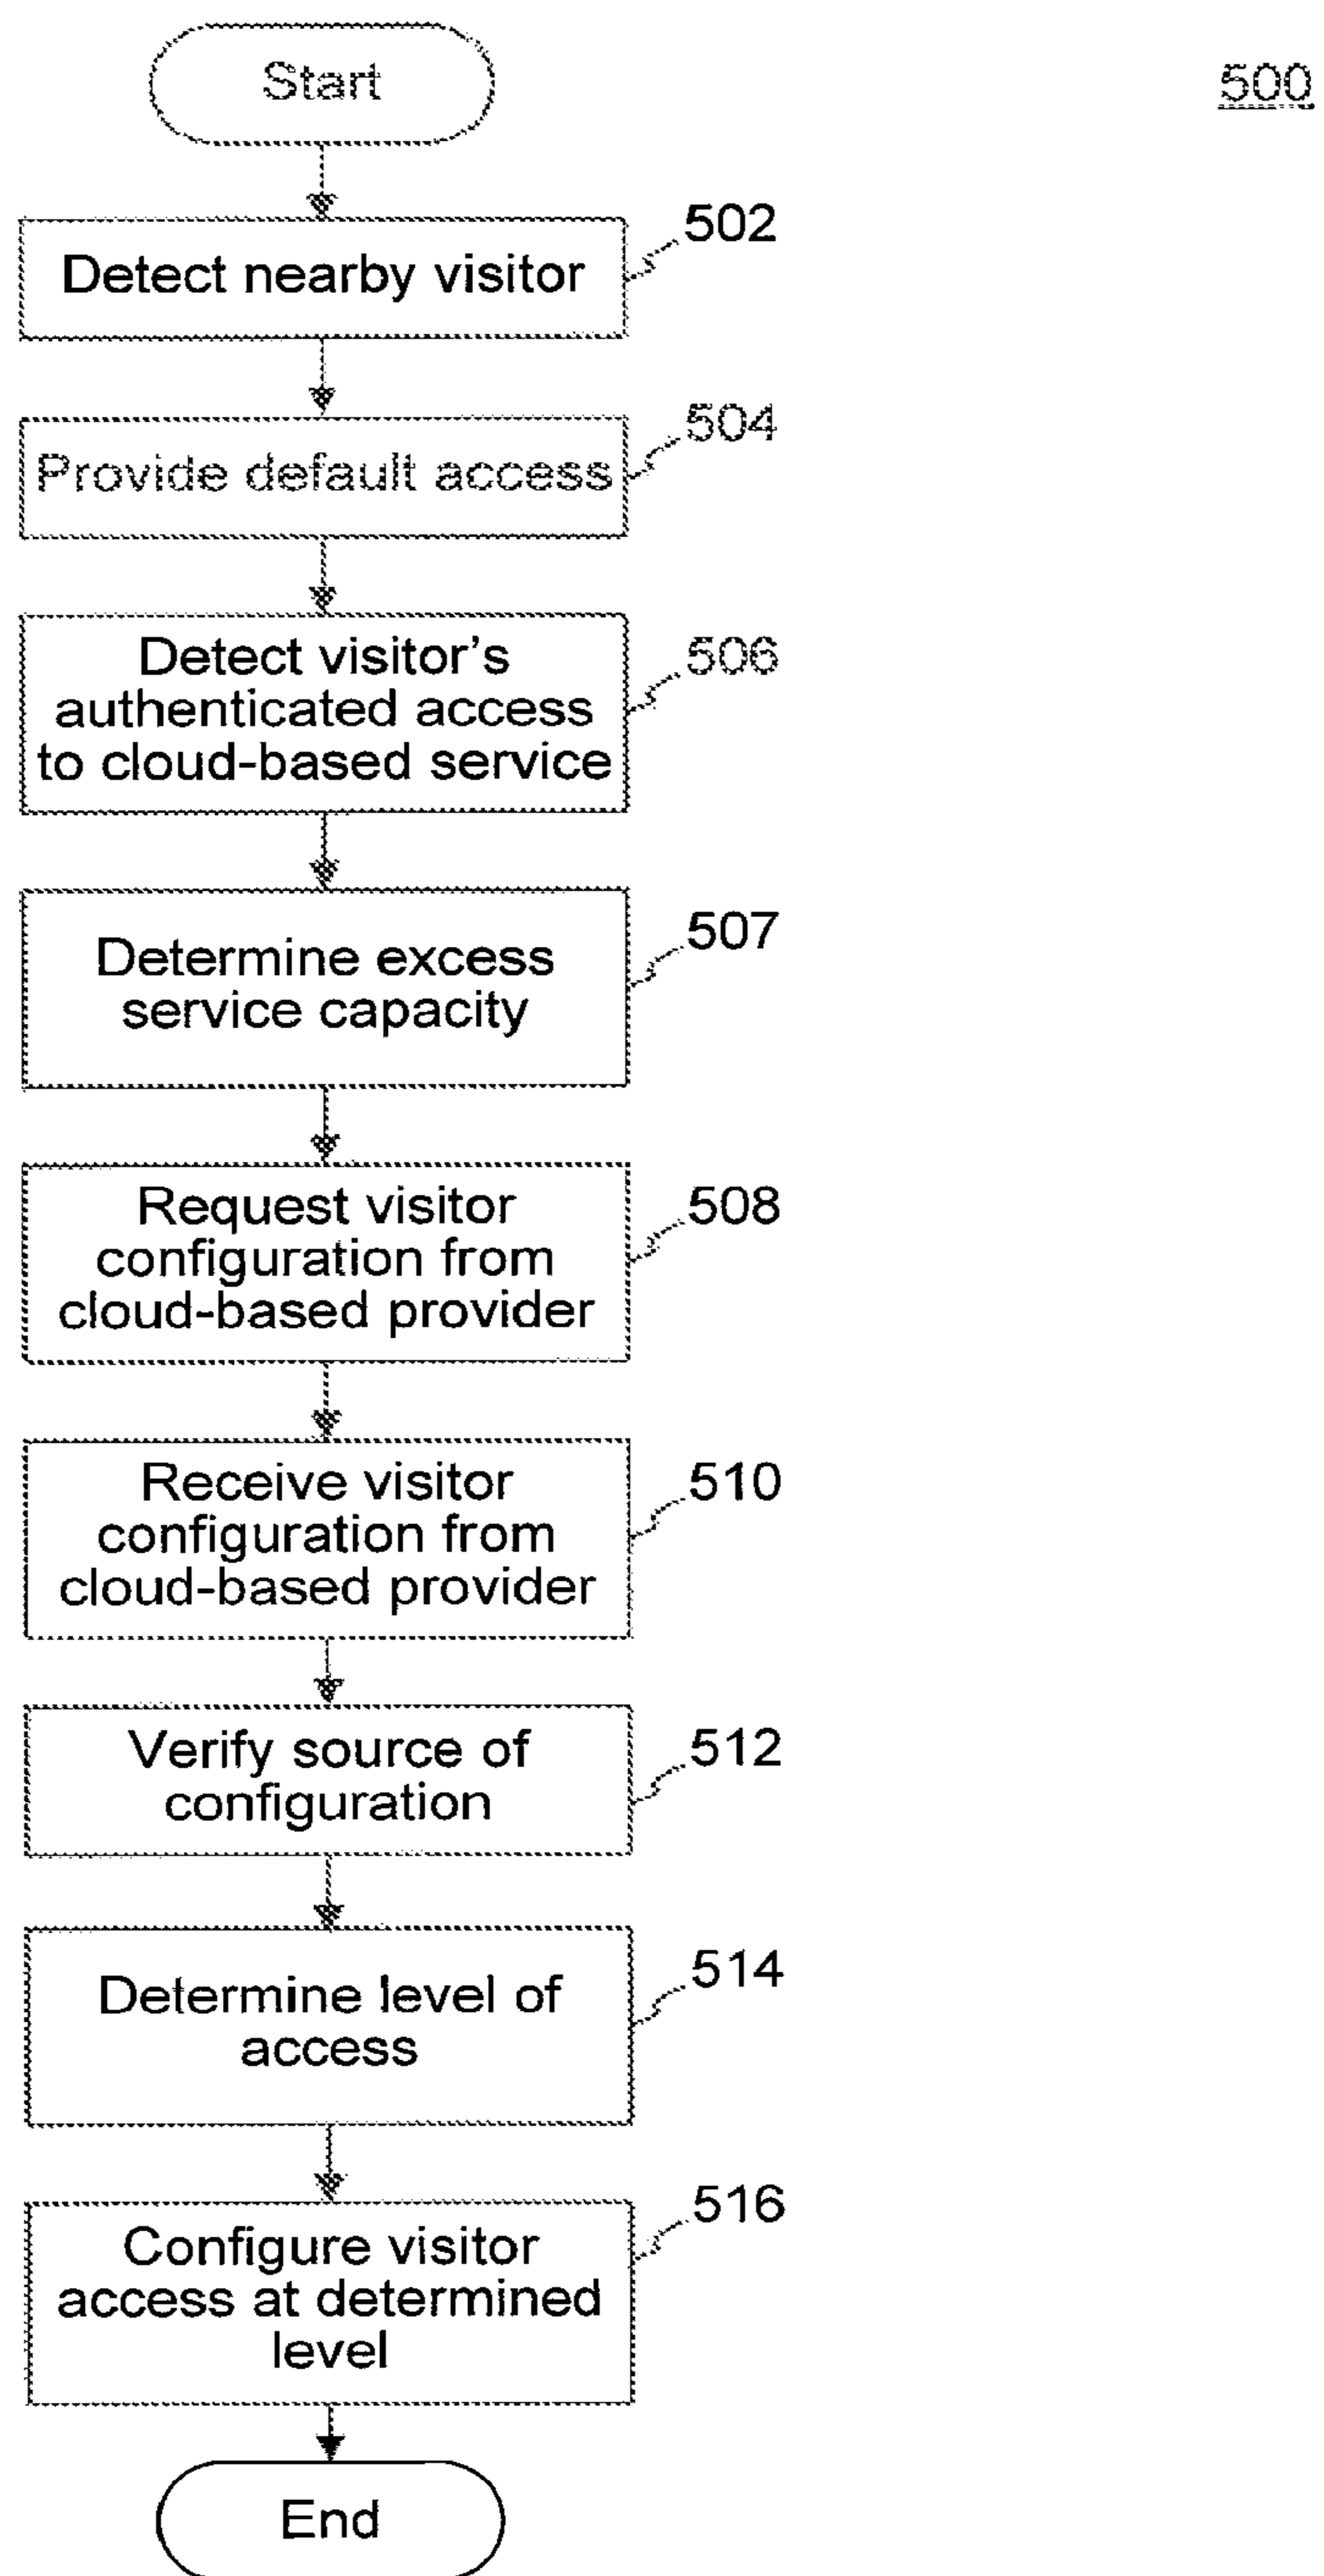 Start
500
502
Detect nearby visitor
504
Provide default access
Detect visitor's
506
authenticated access
to cloud-based service
507
Determine excess
service capacity
Request visitor
508
configuration from
cloud-based provider
Receive visitor
510
configuration from
cloud-based provider
Verify source of
512
configuration
514
Determine level of
access
516
Configure visitor
access at determined
level
End